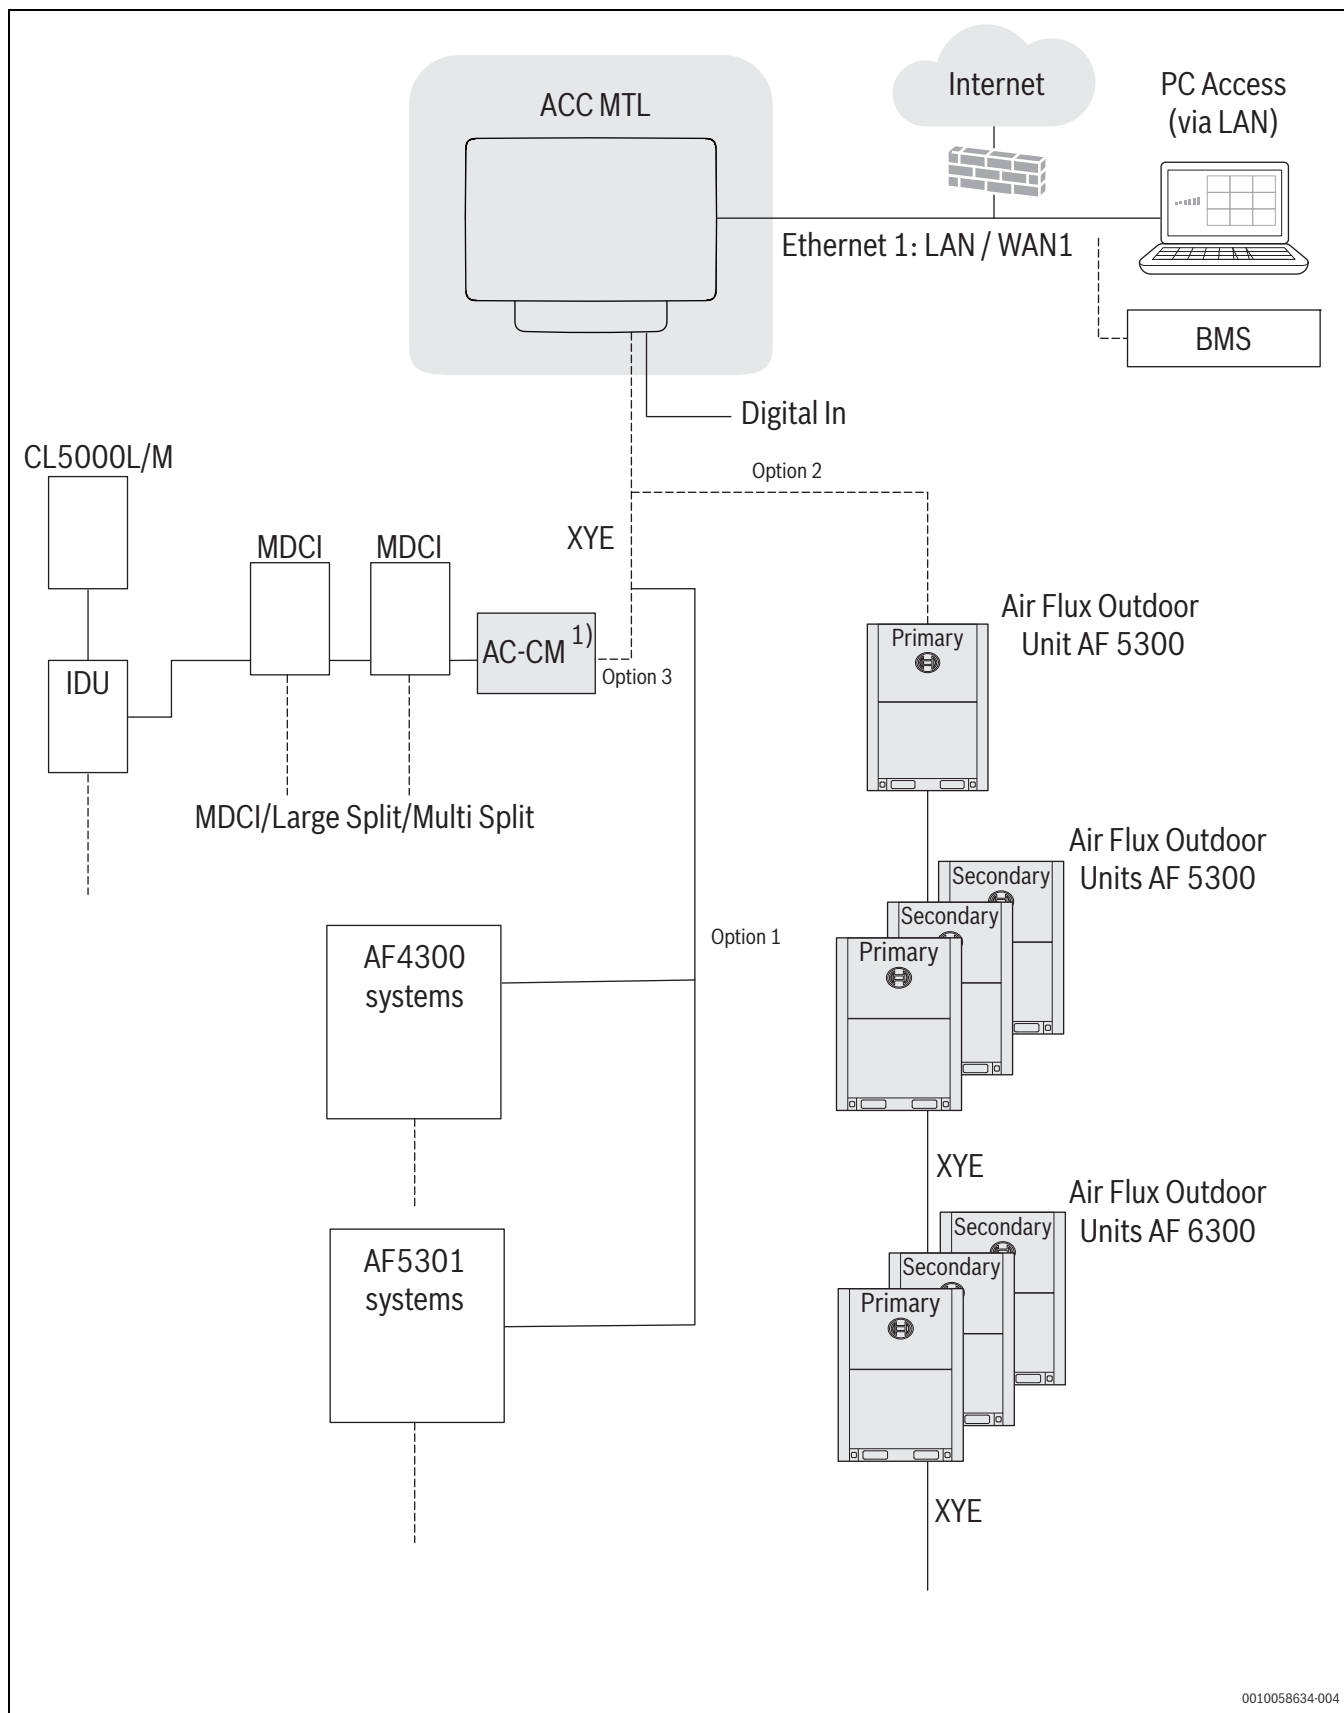 ACC MTL
Internet
PC Access
(via LAN)
Ethernet 1: LAN / WAN1
BMS
Digital In
CL5000L/M
Option 2
XYE
MDCI
MDCI
AC-CM 1)
Option 3
IDU
MDCI/Large Split/Multi Split
Air Flux Outdoor
Unit AF 5300
Primary
Air Flux Outdoor
Units AF 5300
Secondary
Secondary
Primary
Option 1
AF4300
systems
XYE
Air Flux Outdoor
Units AF 6300
Secondary
Secondary
Primary
AF5301
systems
XYE
0010058634-004